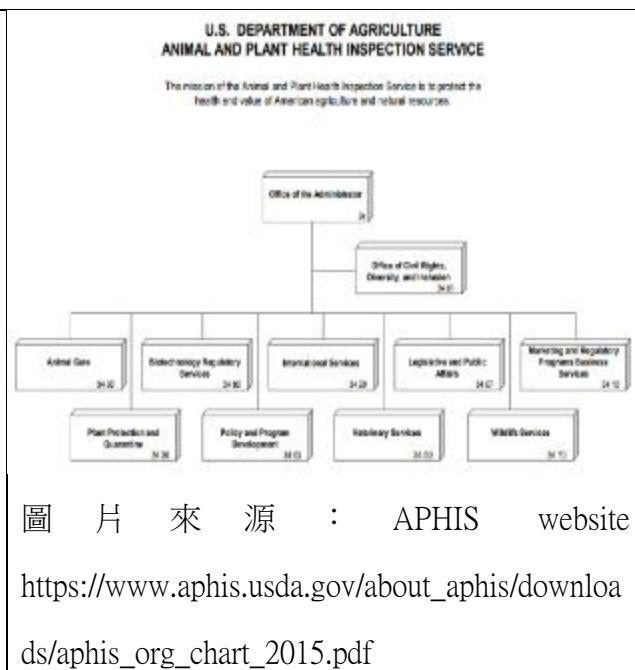 U.S. DEPARTMENT OF AGRICULTURE
ANIMAL AND PLANT HEALTH INSPECTION SERVICE
The mission of the Animal and Plant Health Inspection Service is to protect the
health and value of American agriculture and natural resources.
Office of the Administrator
34
Office of Civil Rights,
Diversity, and Inclusion
Animal Care
Biotechnology Regulatory
Services
International Services
Legislative and Public
Affairs
Marketing and Regulatory
Programs Business
Services
Plant Protection and
Quarantine
Policy and Program
Development
Veterinary Services
Wildlife Services
圖片來源：APHIS website
https://www.aphis.usda.gov/about_aphis/downloa
ds/aphis_org_chart_2015.pdf